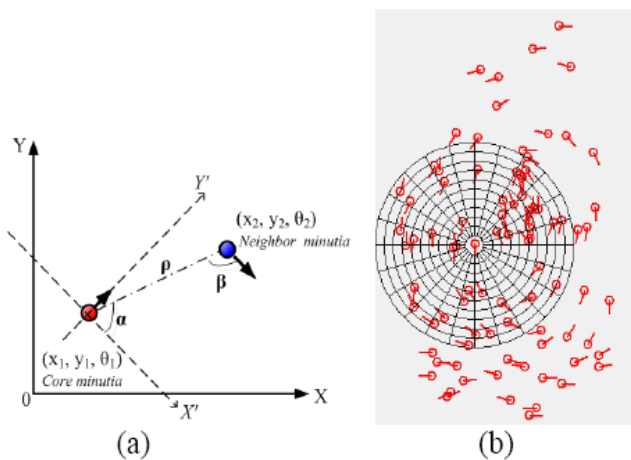 Y
Y'
(x₂, y₂, θ₂)
Neighbor minutia
ρ
β
α
(x₁, y₁, θ₁)
Core minutia
0
X
X'
(a)
(b)